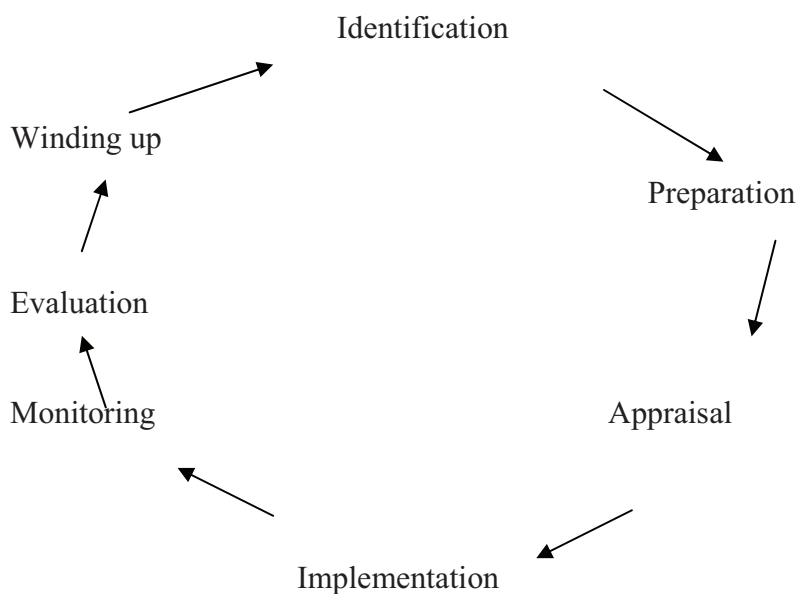 Identification
Winding up
Preparation
Evaluation
Monitoring
Appraisal
Implementation